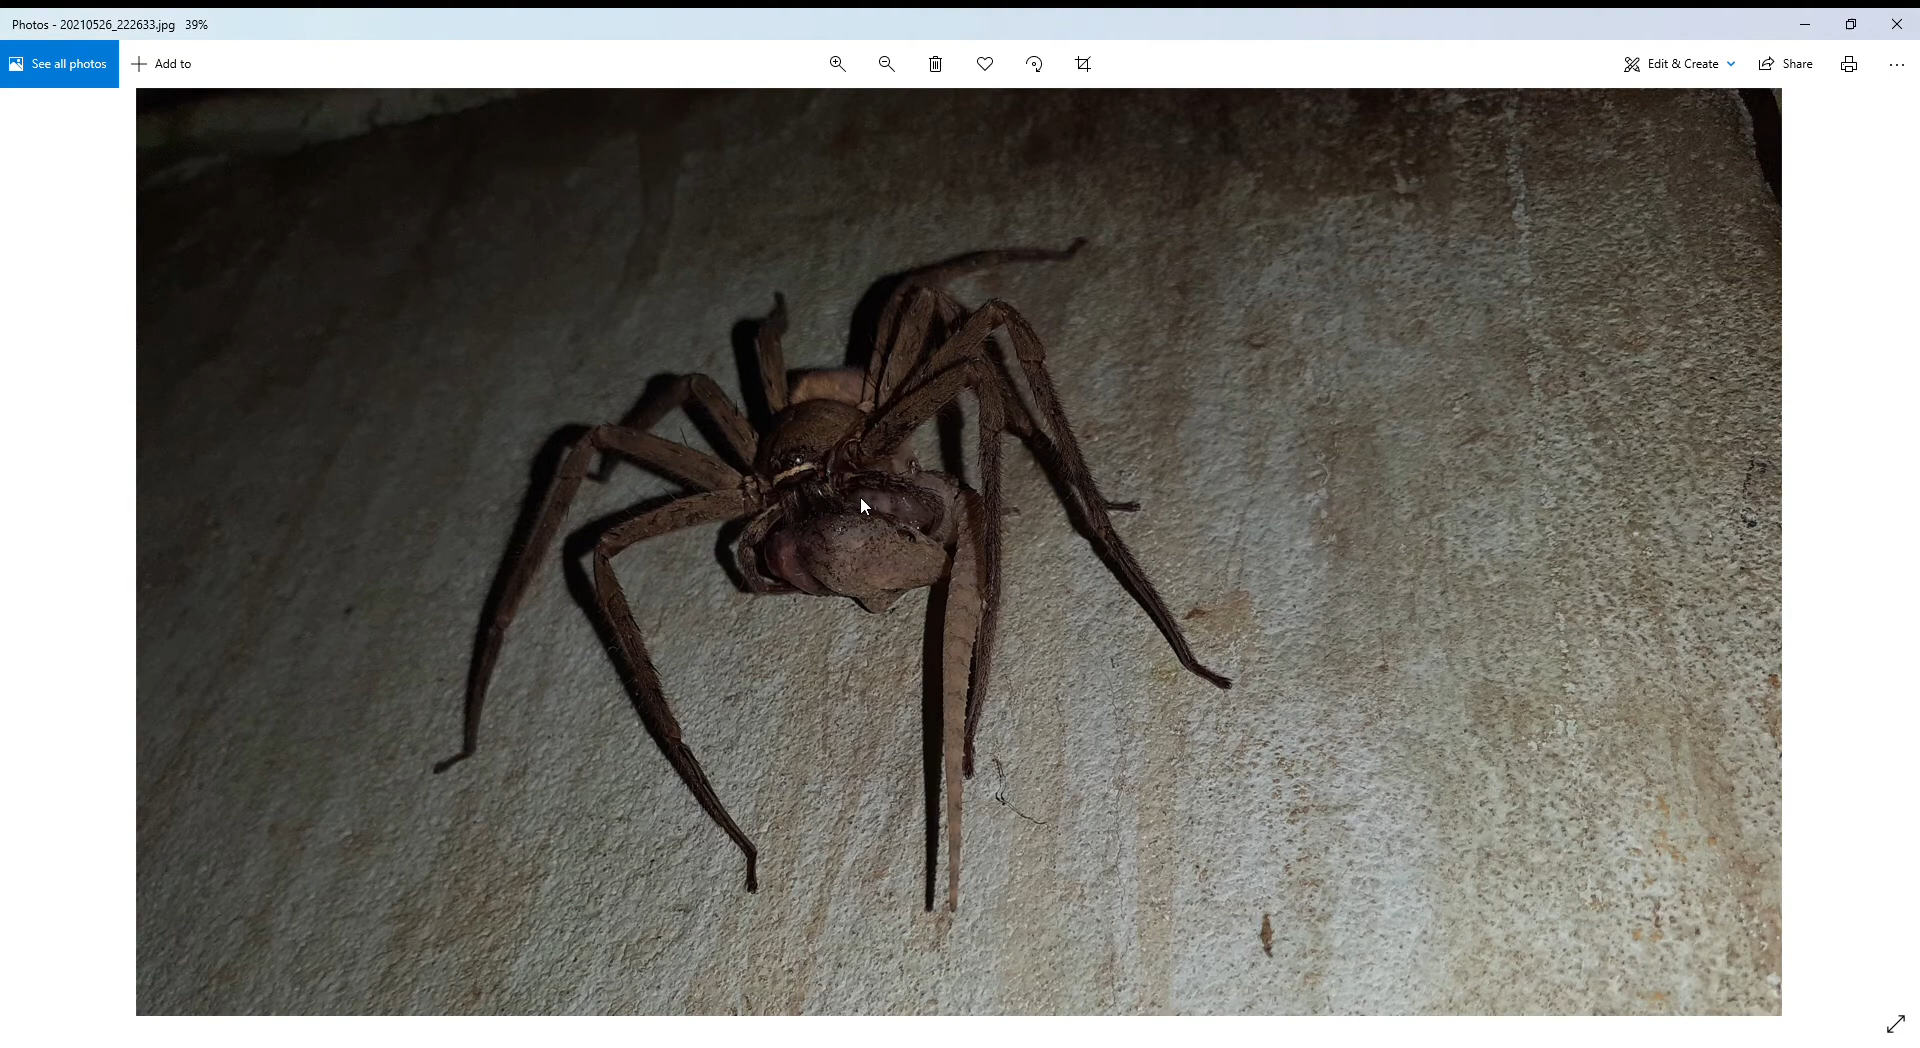 Photos - 20210526_222633.jpg 39%
See all photos
Add to
Edit & Create
Share